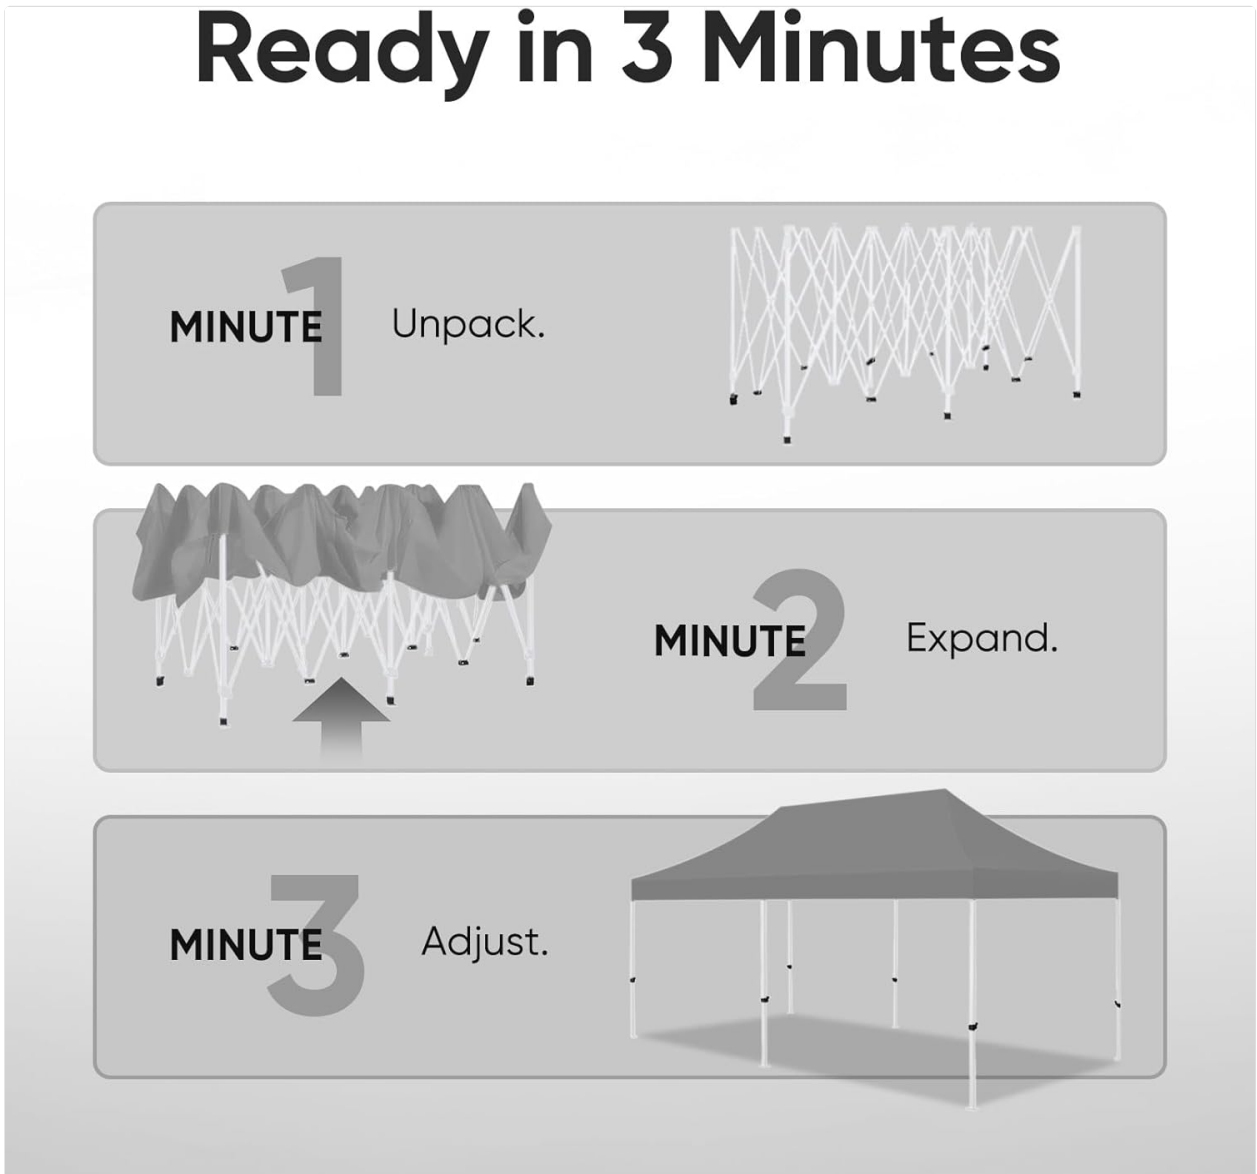 Ready in 3 Minutes
MINUTE 1 Unpack.
MINUTE 2 Expand.
MINUTE 3 Adjust.